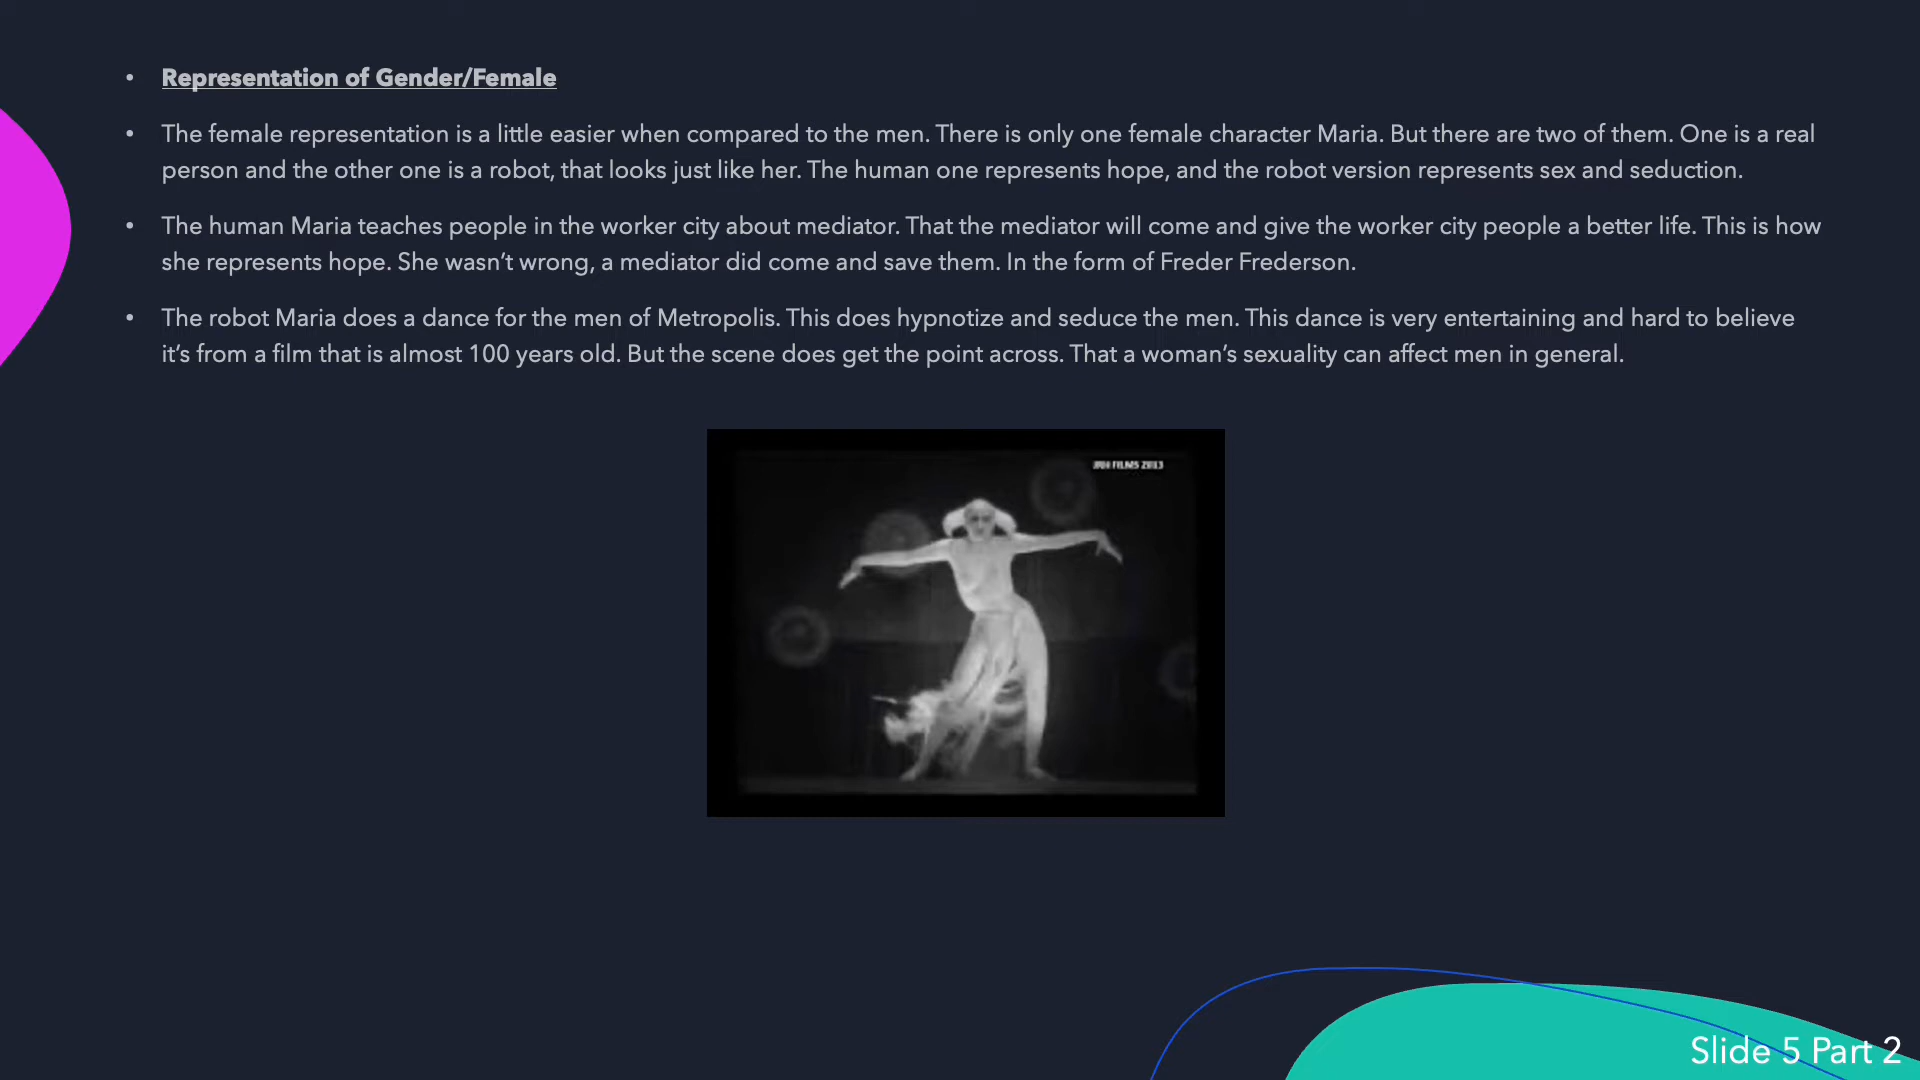 • Representation of Gender/Female
• The female representation is a little easier when compared to the men. There is only one female character Maria. But there are two of them. One is a real
person and the other one is a robot, that looks just like her. The human one represents hope, and the robot version represents sex and seduction.
• The human Maria teaches people in the worker city about mediator. That the mediator will come and give the worker city people a better life. This is how
she represents hope. She wasn’t wrong, a mediator did come and save them. In the form of Freder Frederson.
• The robot Maria does a dance for the men of Metropolis. This does hypnotize and seduce the men. This dance is very entertaining and hard to believe
it’s from a film that is almost 100 years old. But the scene does get the point across. That a woman’s sexuality can affect men in general.
FILMS 2013
Slide 5 Part 2